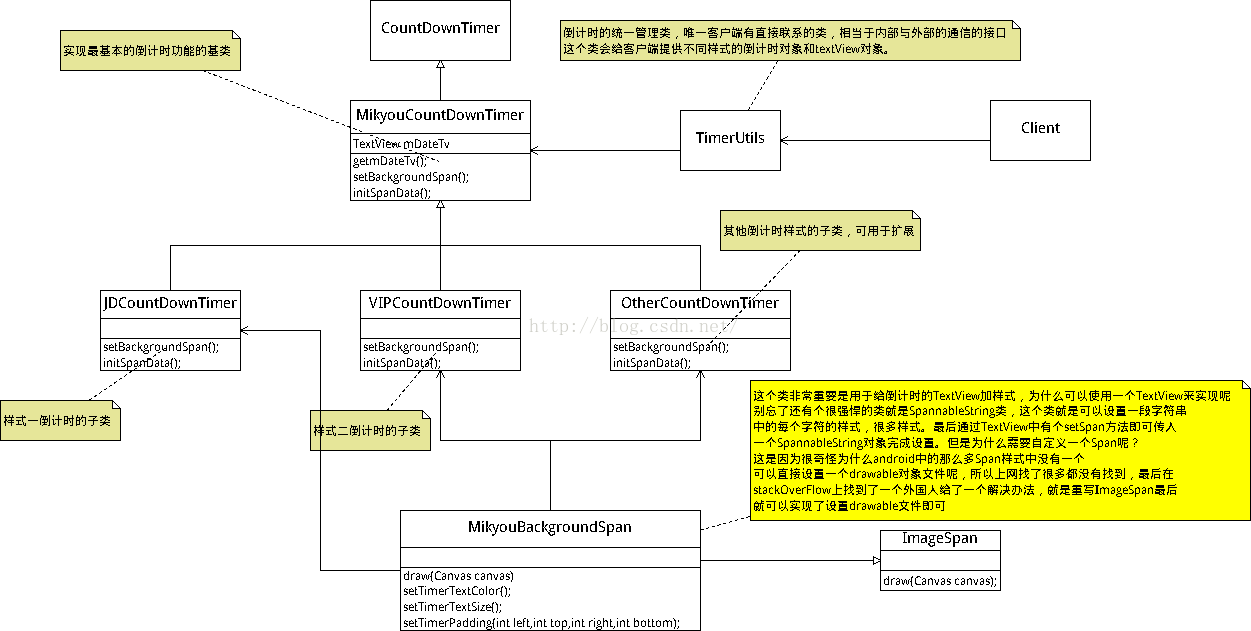 CountDownTimer
实现最基本的倒计时功能的基类
倒计时的统一管理类，唯一客户端有直接联系的类，相当于内部与外部的通信的接口
这个类会给客户端提供不同样式的倒计时对象和textView对象。
MikyouCountDownTimer
TextView mDateTv
getmDateTv();
setBackgroundSpan();
initSpanData();
TimerUtils
Client
其他倒计时样式的子类，可用于扩展
JDCountDownTimer
setBackgroundSpan();
initSpanData();
VIPCountDownTimer
setBackgroundSpan();
initSpanData();
OtherCountDownTimer
setBackgroundSpan();
initSpanData();
http://blog.csdn.net/
样式一倒计时的子类
样式二倒计时的子类
这个类非常重要是用于给倒计时的TextView加样式，为什么可以使用一个TextView来实现呢
别忘了还有个很强悍的类就是SpannableString类，这个类就是可以设置一段字符串
中的每个字符的样式，很多样式。最后通过TextView中有个setSpan方法即可传入
一个SpannableString对象完成设置。但是为什么需要自定义一个Span呢？
这是因为很奇怪为什么android中的那么多Span样式中没有一个
可以直接设置一个drawable对象文件呢，所以上网找了很多都没有找到，最后在
stackOverFlow上找到了一个外国人给了一个解决办法，就是重写ImageSpan最后
就可以实现了设置drawable文件即可
MikyouBackgroundSpan
draw(Canvas canvas)
setTimerTextColor();
setTimerTextSize();
setTimerPadding(int left,int top,int right,int bottom);
ImageSpan
draw(Canvas canvas);